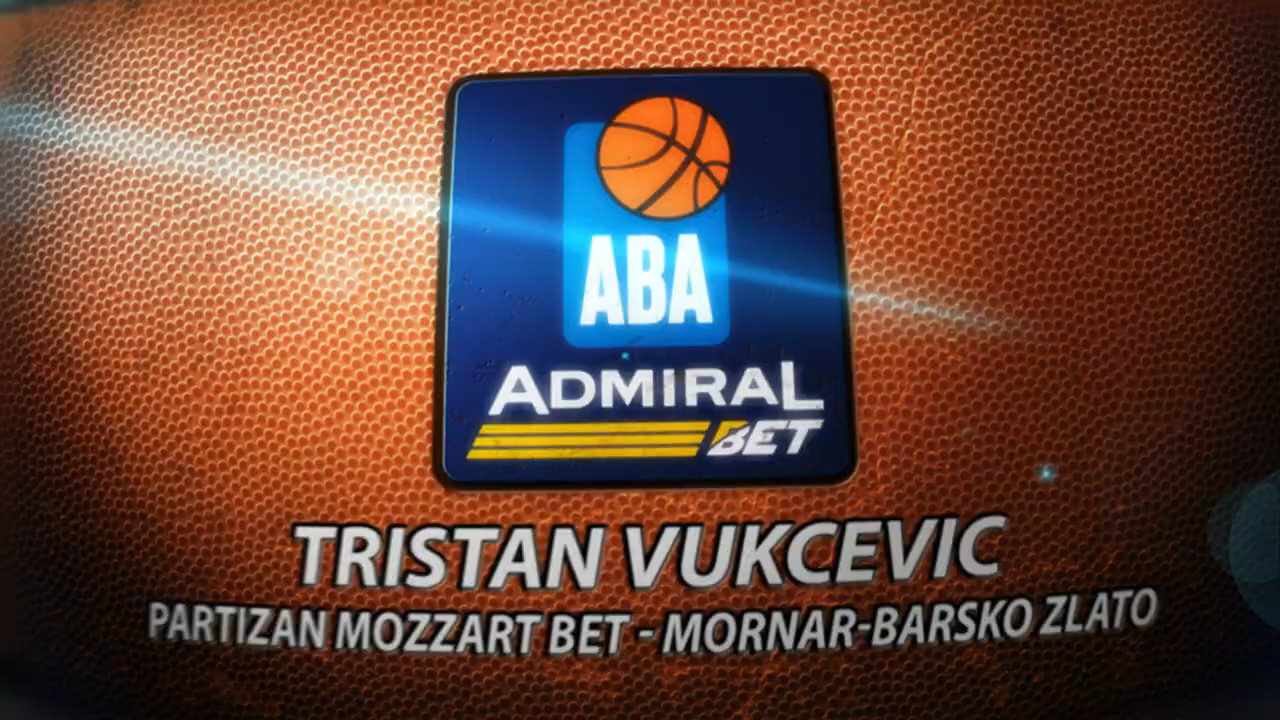 ABA
ADMIRAL
BET
TRISTAN VUKCEVIC
PARTIZAN MOZZART BET - MORNAR-BARSKO ZLATO